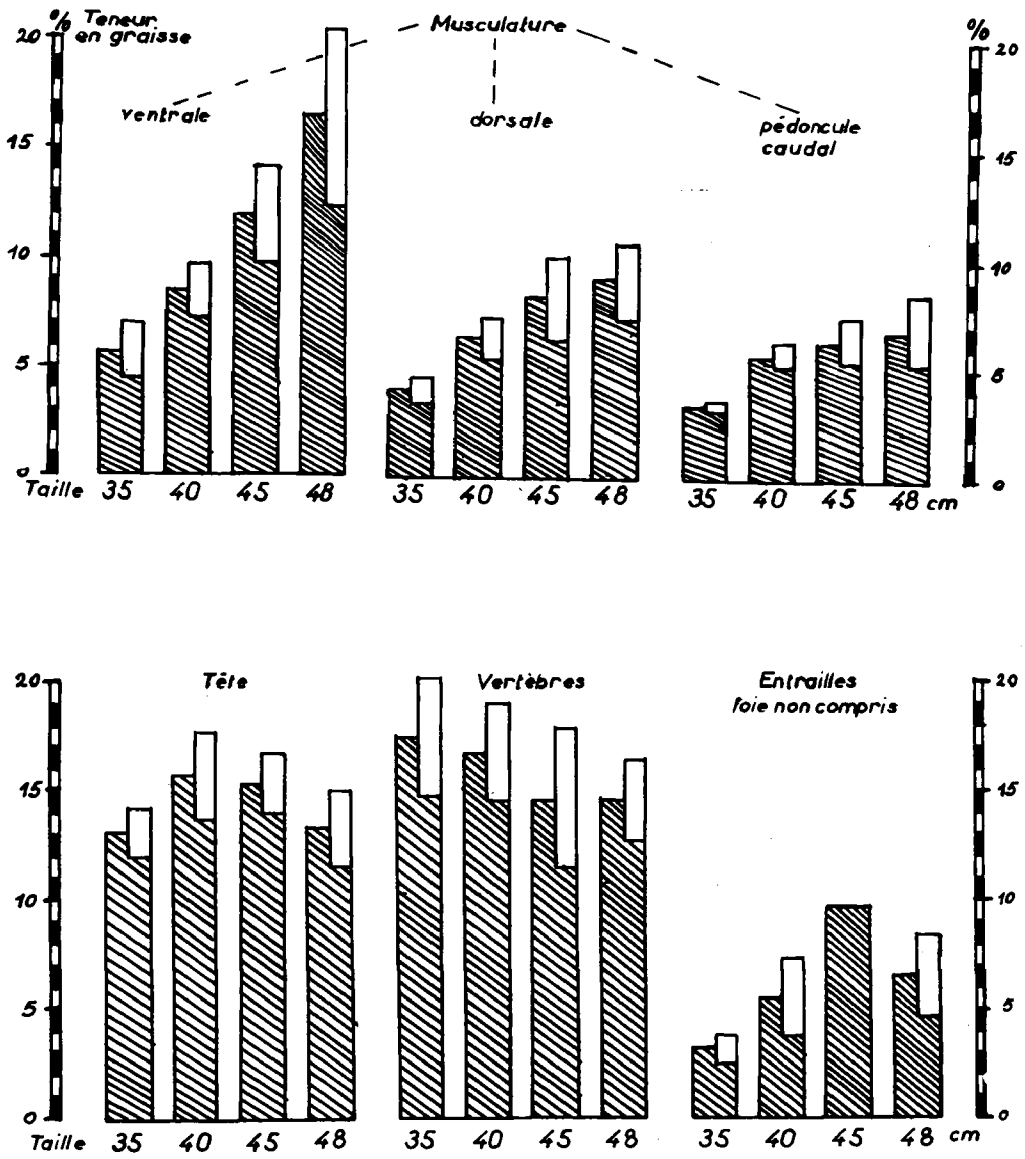 % Teneur
en graisse
Musculature
%
20
20
ventrale
dorsale
pédoncule
caudal
15
15
10
10
5
5
0
0
Taille 35 40 45 48 35 40 45 48 35 40 45 48 cm
20
Tête
Vertèbres
Entrailles
foie non compris
20
15
15
10
10
5
5
0
0
Taille 35 40 45 48 35 40 45 48 35 40 45 48 cm